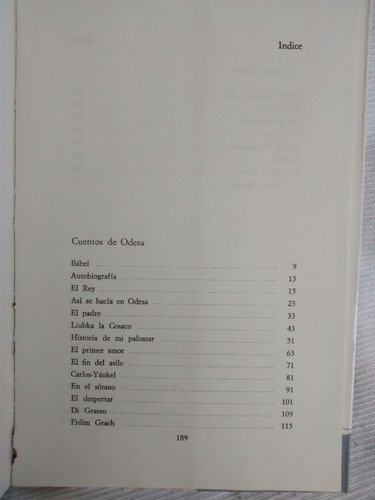 Indice
Cuentos de Odesa
Bábel 9
Autobiografía 13
El Rey 15
Así se hacía en Odesa 23
El padre 33
Liubka la Cosaco 43
Historia de mi palomar 51
El primer amor 63
El fin del asilo 71
Carlos-Yánkel 81
En el sótano 91
El despertar 101
Di Grasso 109
Fróim Grach 115
189